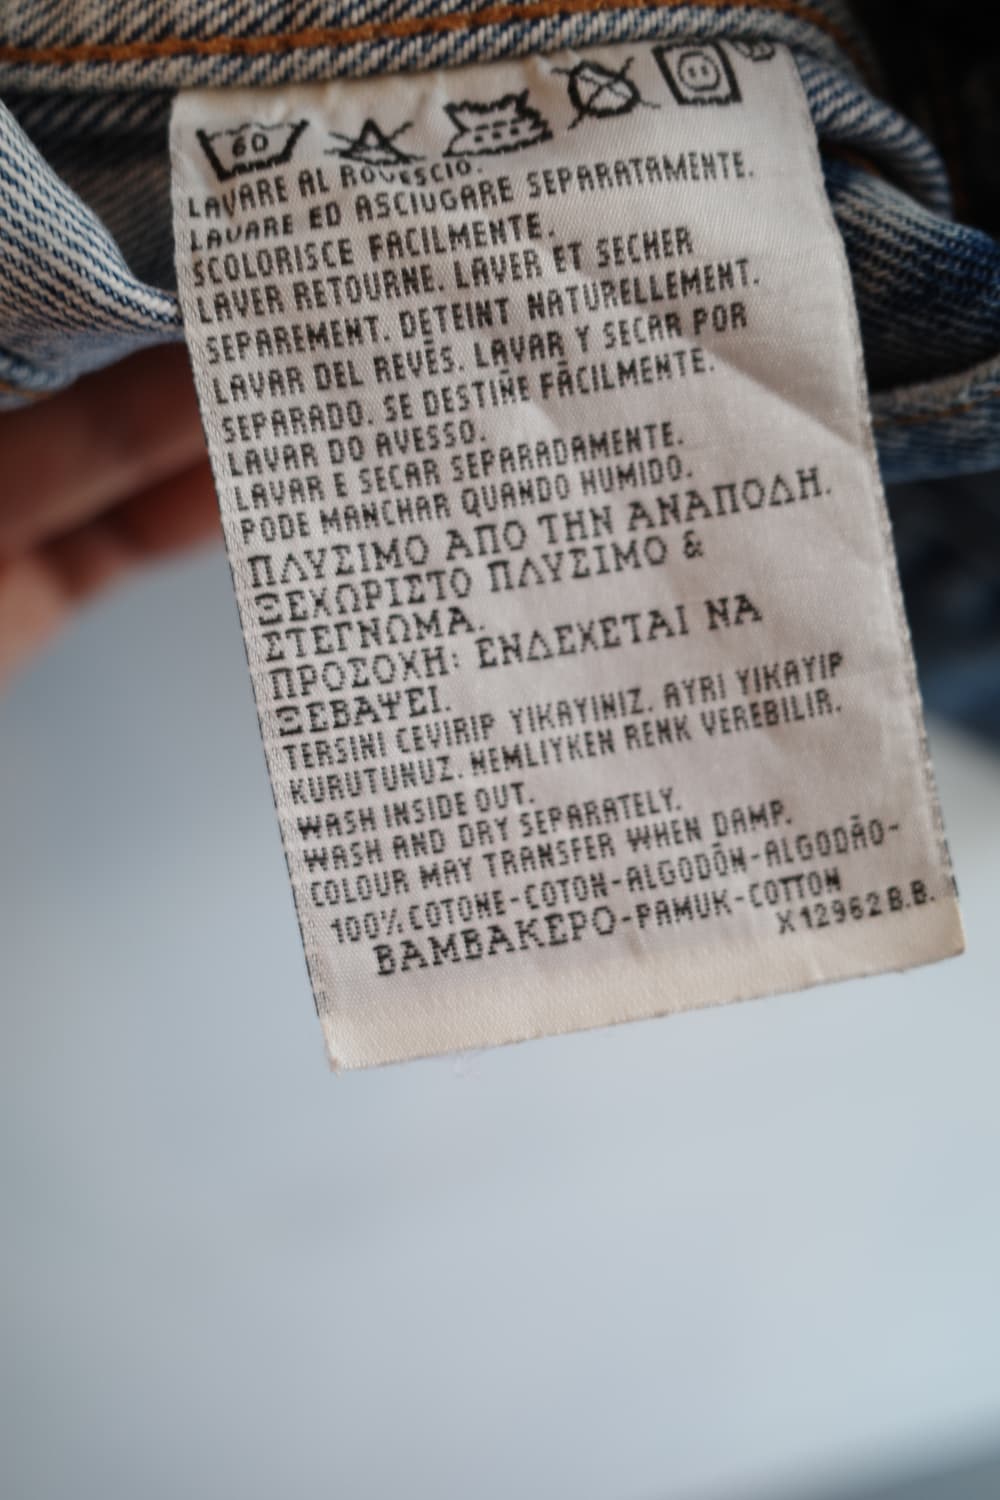 60
LAVARE AL ROVESCIO.
LAVARE ED ASCIUGARE SEPARATAMENTE.
SCOLORISCE FACILMENTE.
LAVER RETOURNE. LAVER ET SECHER
SEPAREMENT. DETEINT NATURELLEMENT.
LAVAR DEL REVÉS. LAVAR Y SECAR POR
SEPARADO. SE DESTIÑE FÁCILMENTE.
LAVAR DO AVESSO.
LAVAR E SECAR SEPARADAMENTE.
PODE MANCHAR QUANDO HUMIDO.
ΠΛΥΣΙΜΟ ΑΠΟ ΤΗΝ ΑΝΑΠΟΔΗ.
ΞΕΧΩΡΙΣΤΟ ΠΛΥΣΙΜΟ &
ΣΤΕΓΝΩΜΑ.
ΠΡΟΣΟΧΗ: ΕΝΔΕΧΕΤΑΙ ΝΑ
ΞΕΒΑΨΕΙ.
TERSINI CEVIRIP YIKAYINIZ. AYRI YIKAYIP
KURUTUNUZ. NEMLIYKEN RENK VEREBILIR.
WASH INSIDE OUT.
WASH AND DRY SEPARATELY.
COLOUR MAY TRANSFER WHEN DAMP.
100% COTONE-COTON-ALGODÓN-ALGODÃO-
ΒΑΜΒΑΚΕΡΟ-PAMUK-COTTON
X12962 B.B.